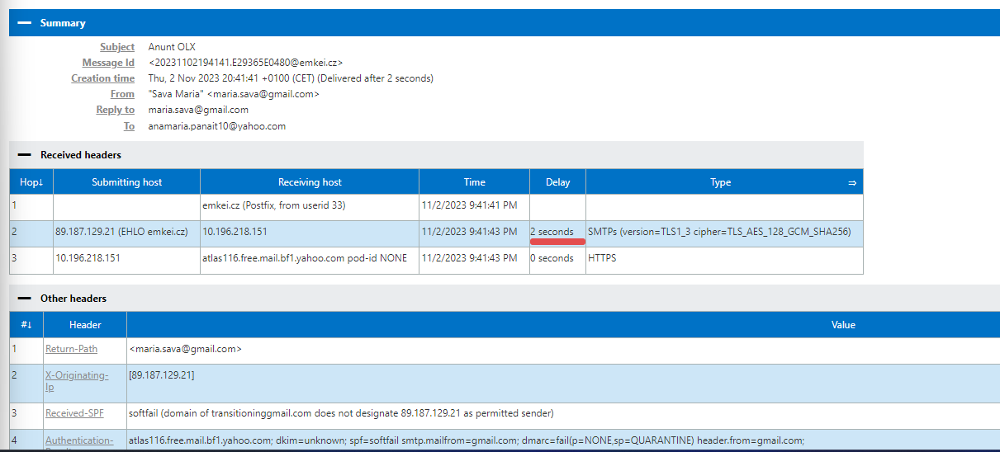 Summary
Subject Anunt OLX
Message Id <20231102194141.E29365E0480@emkei.cz>
Creation time Thu, 2 Nov 2023 20:41:41 +0100 (CET) (Delivered after 2 seconds)
From "Sava Maria" <maria.sava@gmail.com>
Reply to maria.sava@gmail.com
To anamaria.panait10@yahoo.com
Received headers
Hop↓ Submitting host Receiving host Time Delay Type ⇒
1 emkei.cz (Postfix, from userid 33) 11/2/2023 9:41:41 PM
2 89.187.129.21 (EHLO emkei.cz) 10.196.218.151 11/2/2023 9:41:43 PM 2 seconds SMTPs (version=TLS1_3 cipher=TLS_AES_128_GCM_SHA256)
3 10.196.218.151 atlas116.free.mail.bf1.yahoo.com pod-id NONE 11/2/2023 9:41:43 PM 0 seconds HTTPS
Other headers
#↓ Header Value
1 Return-Path <maria.sava@gmail.com>
2 X-Originating- [89.187.129.21]
Ip
3 Received-SPF softfail (domain of transitioninggmail.com does not designate 89.187.129.21 as permitted sender)
4 Authentication- atlas116.free.mail.bf1.yahoo.com; dkim=unknown; spf=softfail smtp.mailfrom=gmail.com; dmarc=fail(p=NONE,sp=QUARANTINE) header.from=gmail.com;